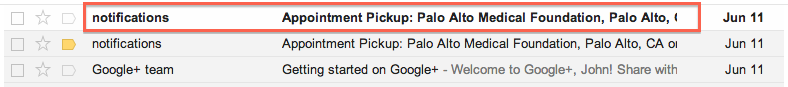 notifications Appointment Pickup: Palo Alto Medical Foundation, Palo Alto, Jun 11
notifications Appointment Pickup: Palo Alto Medical Foundation, Palo Alto, CA or Jun 11
Google+ team Getting started on Google+ - Welcome to Google+, John! Share with Jun 11